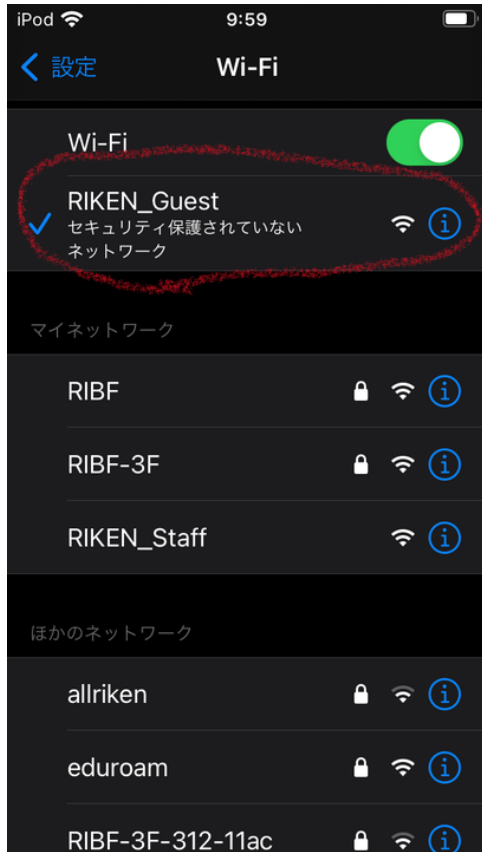 iPod 9:59
設定 Wi-Fi
Wi-Fi
RIKEN_Guest
セキュリティ保護されていない
ネットワーク
マイネットワーク
RIBF
RIBF-3F
RIKEN_Staff
ほかのネットワーク
allriken
eduroam
RIBF-3F-312-11ac